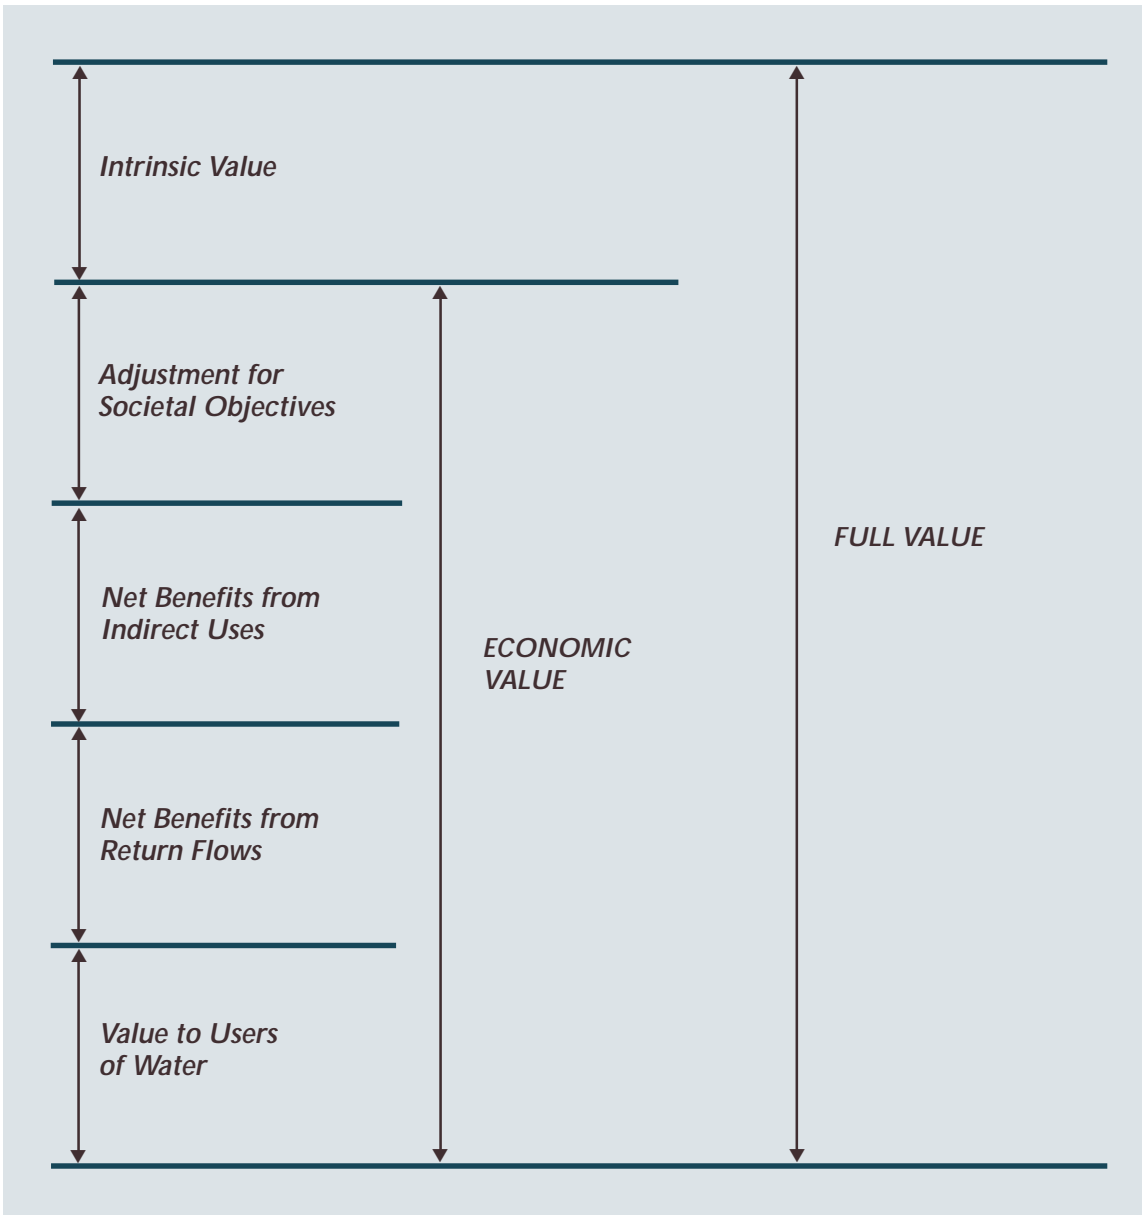 Intrinsic Value
Adjustment for
Societal Objectives
Net Benefits from
Indirect Uses
FULL VALUE
ECONOMIC
VALUE
Net Benefits from
Return Flows
Value to Users
of Water